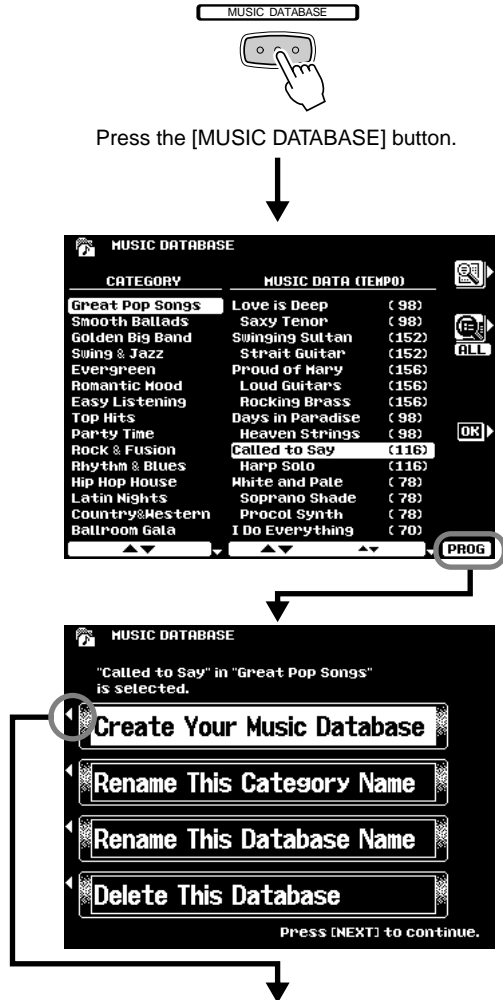 MUSIC DATABASE
Press the [MUSIC DATABASE] button.
MUSIC DATABASE
CATEGORY MUSIC DATA (TEMPO)
Great Pop Songs Love is Deep ( 98)
Smooth Ballads Saxy Tenor ( 98)
Golden Big Band Swinging Sultan (152)
ALL
Swing & Jazz Strait Guitar (152)
Evergreen Proud of Mary (156)
Romantic Mood Loud Guitars (156)
Easy Listening Rocking Brass (156)
Top Hits Days in Paradise ( 98)
Party Time Heaven Strings ( 98)
OK
Rock & Fusion Called to Say (116)
Rhythm & Blues Harp Solo (116)
Hip Hop House White and Pale ( 78)
Latin Nights Soprano Shade ( 78)
Country&Western Procol Synth ( 78)
Ballroom Gala I Do Everything ( 70)
PROG
MUSIC DATABASE
"Called to Say" in "Great Pop Songs"
is selected.
Create Your Music Database
Rename This Category Name
Rename This Database Name
Delete This Database
Press [NEXT] to continue.